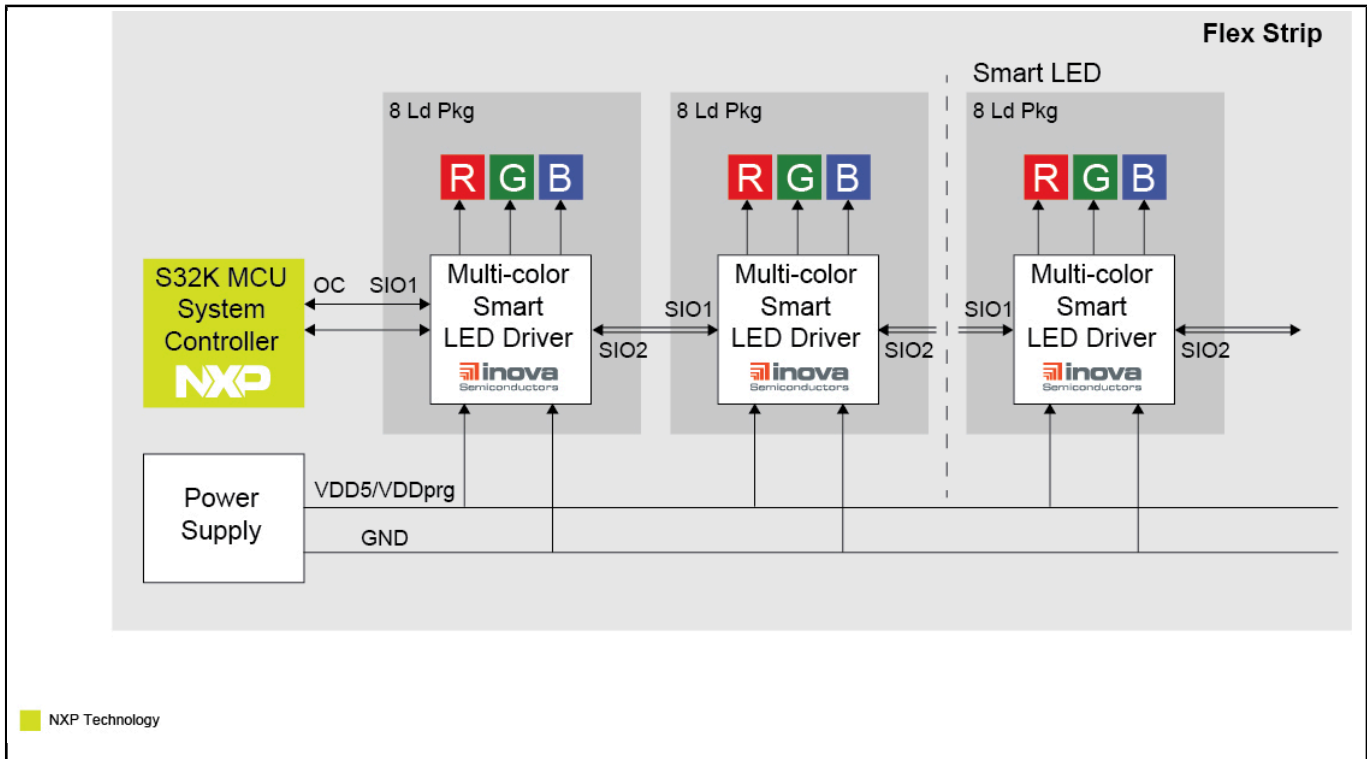 Flex Strip
Smart LED
8 Ld Pkg
8 Ld Pkg
8 Ld Pkg
R G B
R G B
R G B
S32K MCU
System
Controller
NXP
OC SIO1
Multi-color
Smart
LED Driver
inova
Semiconductors
SIO2
SIO1
Multi-color
Smart
LED Driver
inova
Semiconductors
SIO2
SIO1
Multi-color
Smart
LED Driver
inova
Semiconductors
SIO2
Power
Supply
VDD5/VDDprg
GND
NXP Technology